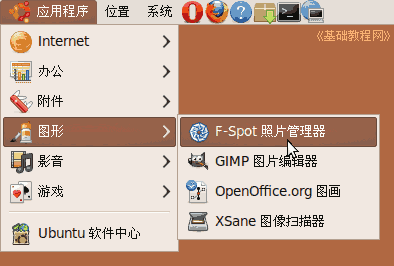 应用程序 位置 系统
《基础教程网》
Internet
办公
附件
图形
影音
游戏
Ubuntu 软件中心
F-Spot 照片管理器
GIMP 图片编辑器
OpenOffice.org 图画
XSane 图像扫描器